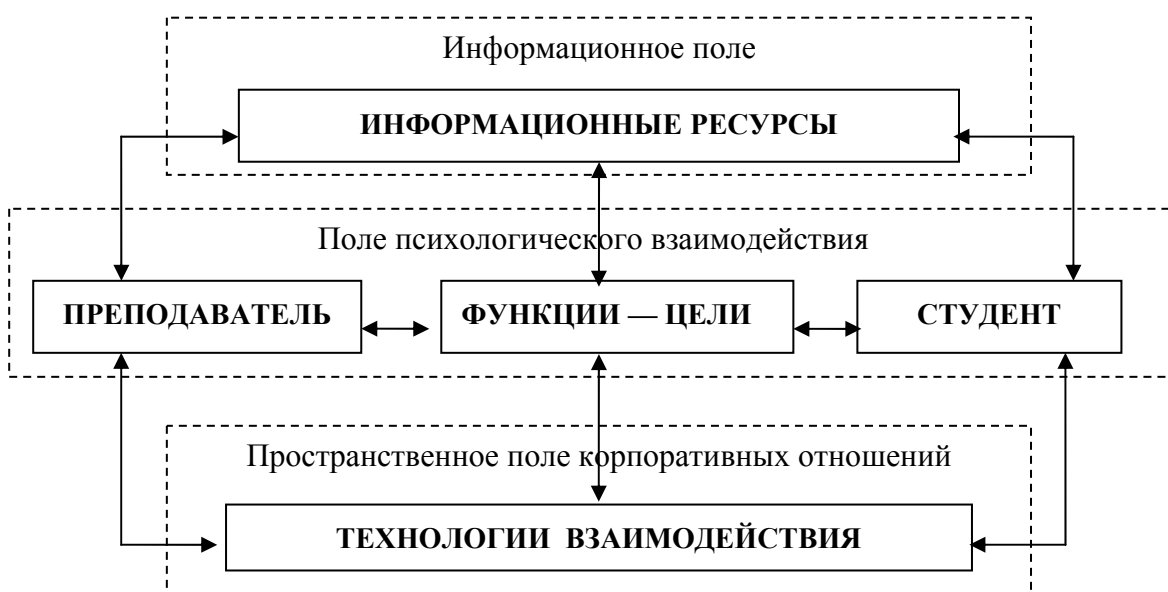 Информационное поле
ИНФОРМАЦИОННЫЕ РЕСУРСЫ
Поле психологического взаимодействия
ПРЕПОДАВАТЕЛЬ
ФУНКЦИИ — ЦЕЛИ
СТУДЕНТ
Пространственное поле корпоративных отношений
ТЕХНОЛОГИИ ВЗАИМОДЕЙСТВИЯ